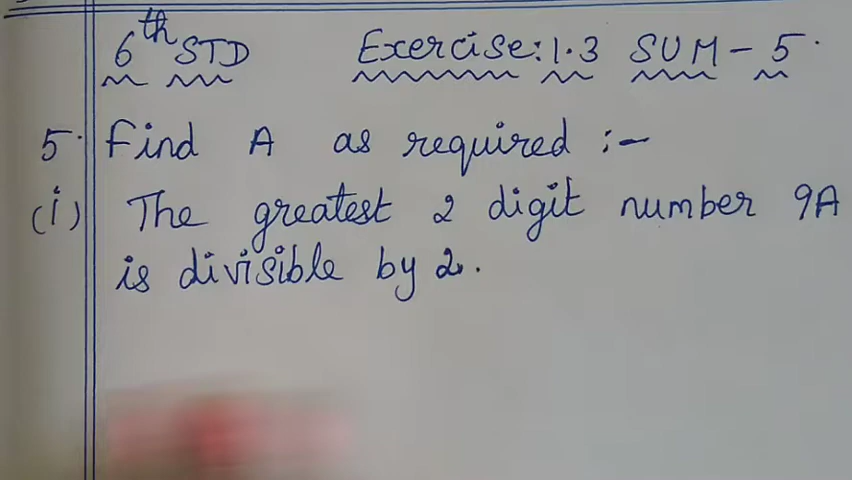 6th STD Exercise: 1.3 SUM - 5.
5. Find A as required :-
(i) The greatest 2 digit number 9A
is divisible by 2.